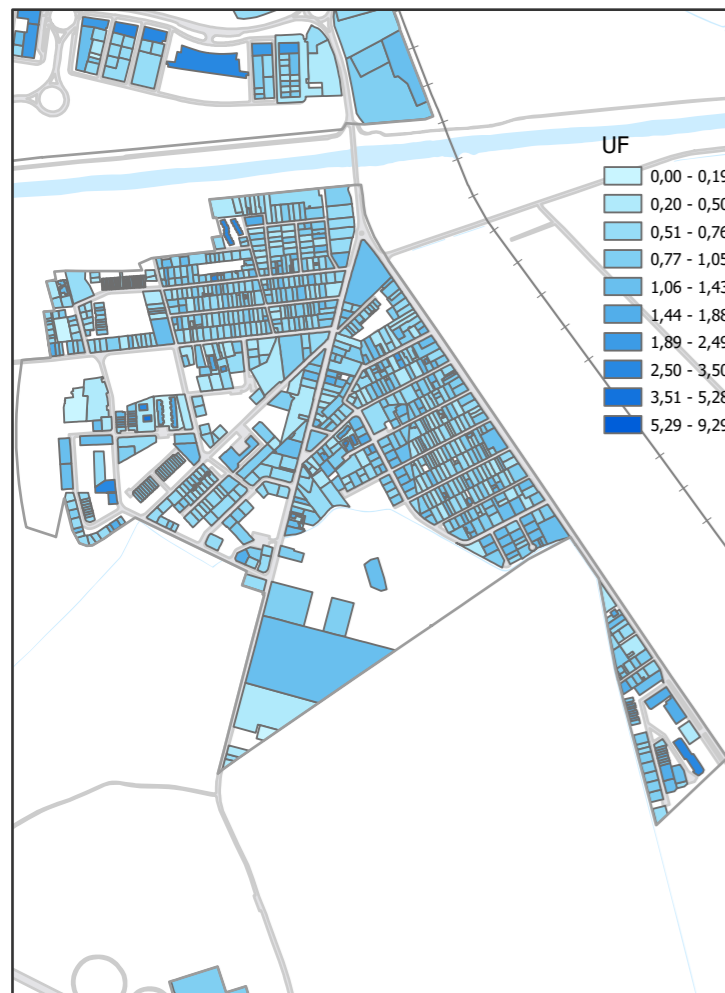 UF
0,00 - 0,19
0,20 - 0,50
0,51 - 0,76
0,77 - 1,05
1,06 - 1,43
1,44 - 1,88
1,89 - 2,49
2,50 - 3,50
3,51 - 5,28
5,29 - 9,29